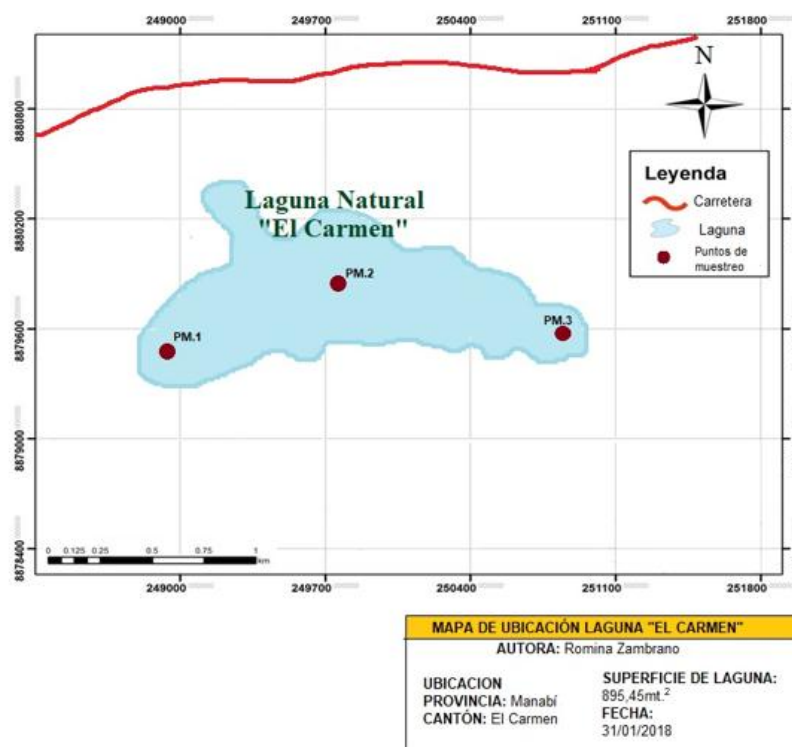 249000 249700 250400 251100 251800
N
8880800
8880200
8879600
8879000
8878400
Leyenda
Carretera
Laguna
Puntos de
muestreo
Laguna Natural
"El Carmen"
PM.2
PM.1
PM.3
0 0.125 0.25 0.5 0.75 1
km
249000 249700 250400 251100 251800
MAPA DE UBICACIÓN LAGUNA "EL CARMEN"
AUTORA: Romina Zambrano
UBICACION
PROVINCIA: Manabí
CANTÓN: El Carmen
SUPERFICIE DE LAGUNA:
895,45mt.²
FECHA:
31/01/2018